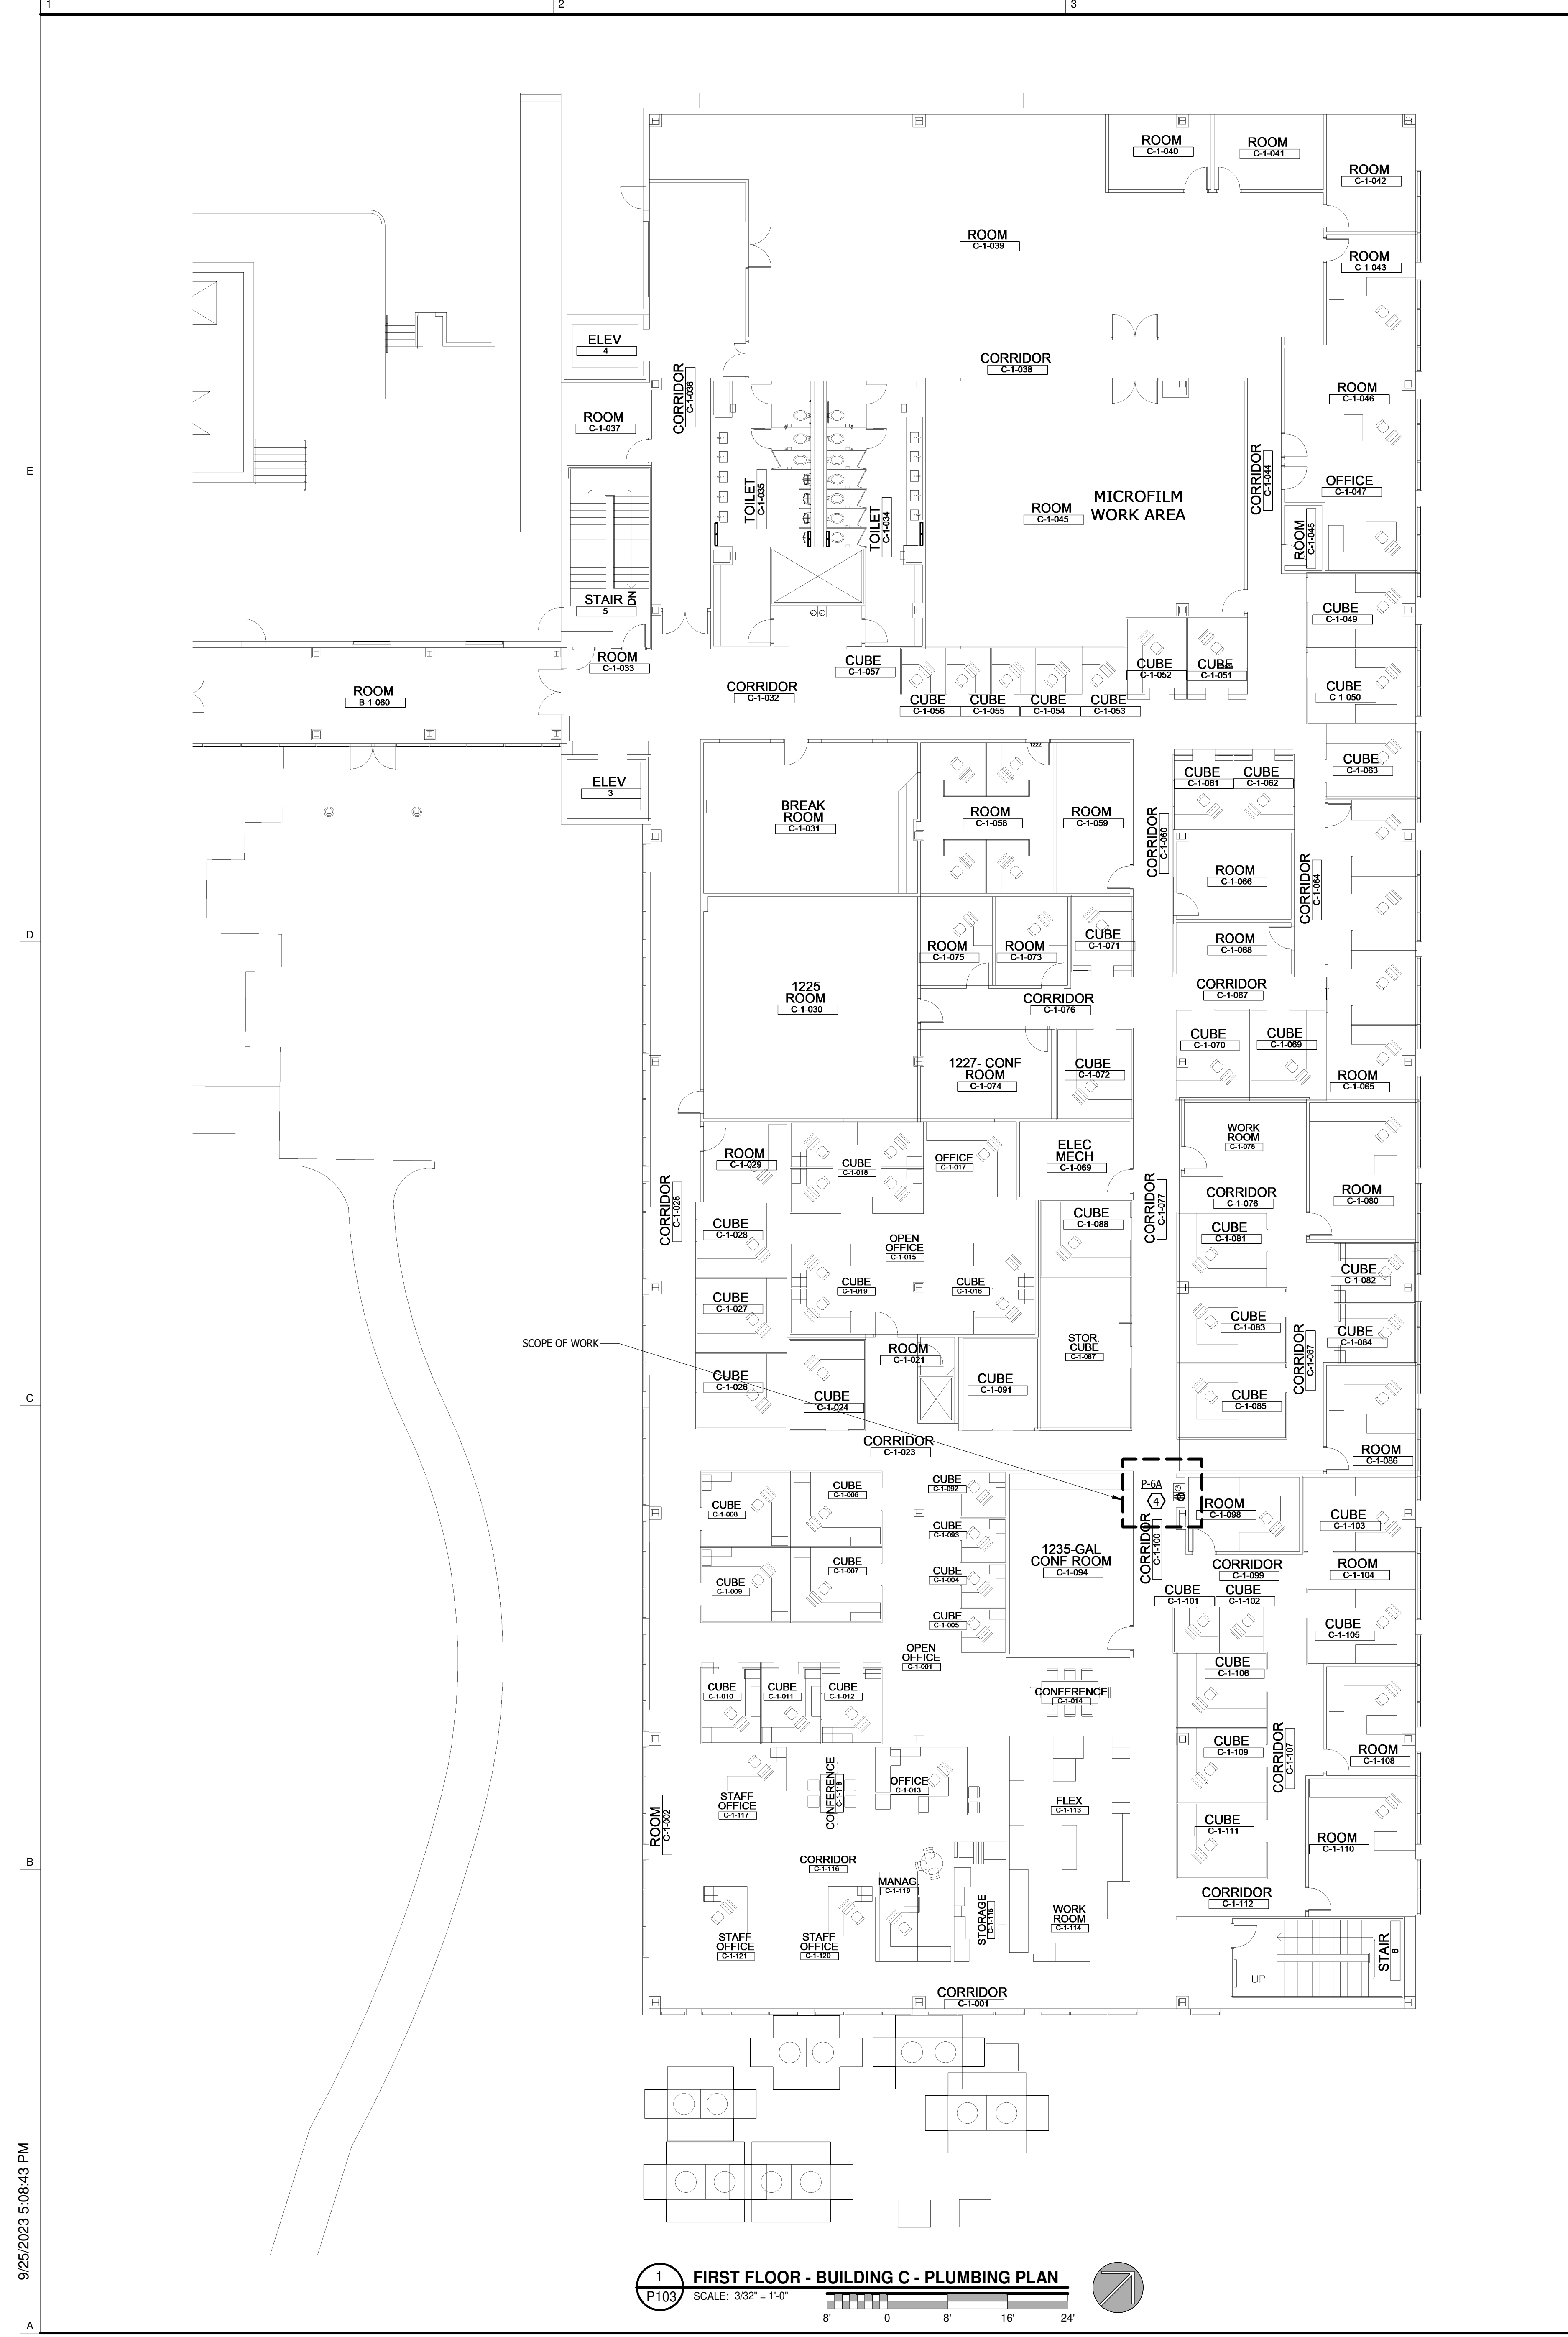 1
2
3
ROOM
C-1-040
ROOM
C-1-041
ROOM
C-1-042
ROOM
C-1-039
ROOM
C-1-043
ELEV
4
CORRIDOR
C-1-036
CORRIDOR
C-1-038
ROOM
C-1-046
ROOM
C-1-037
E
TOILET
C-1-035
TOILET
C-1-034
ROOM
C-1-045
MICROFILM
WORK AREA
CORRIDOR
C-1-044
OFFICE
C-1-047
ROOM
C-1-048
STAIR
5
DN
CUBE
C-1-049
ROOM
C-1-033
CUBE
C-1-057
CUBE
C-1-052
CUBE
C-1-051
ROOM
B-1-060
CORRIDOR
C-1-032
CUBE
C-1-056
CUBE
C-1-055
CUBE
C-1-054
CUBE
C-1-053
CUBE
C-1-050
1222
ELEV
3
BREAK
ROOM
C-1-031
ROOM
C-1-058
ROOM
C-1-059
CORRIDOR
C-1-060
CUBE
C-1-061
CUBE
C-1-062
CUBE
C-1-063
ROOM
C-1-066
CORRIDOR
C-1-064
D
ROOM
C-1-075
ROOM
C-1-073
CUBE
C-1-071
ROOM
C-1-068
1225
ROOM
C-1-030
CORRIDOR
C-1-076
CORRIDOR
C-1-067
CUBE
C-1-070
CUBE
C-1-069
1227- CONF
ROOM
C-1-074
CUBE
C-1-072
ROOM
C-1-065
ROOM
C-1-029
CUBE
C-1-018
OFFICE
C-1-017
ELEC
MECH
C-1-069
WORK
ROOM
C-1-078
CORRIDOR
C-1-025
CORRIDOR
C-1-077
CORRIDOR
C-1-076
ROOM
C-1-080
CUBE
C-1-028
OPEN
OFFICE
C-1-015
CUBE
C-1-088
CUBE
C-1-081
CUBE
C-1-027
CUBE
C-1-019
CUBE
C-1-016
CUBE
C-1-082
SCOPE OF WORK
ROOM
C-1-021
STOR.
CUBE
C-1-087
CUBE
C-1-083
CORRIDOR
C-1-087
CUBE
C-1-084
CUBE
C-1-026
CUBE
C-1-024
CUBE
C-1-091
CUBE
C-1-085
C
CORRIDOR
C-1-023
ROOM
C-1-086
CUBE
C-1-008
CUBE
C-1-006
CUBE
C-1-092
P-6A
4
ROOM
C-1-098
CUBE
C-1-103
CUBE
C-1-093
1235-GAL
CONF ROOM
C-1-094
CORRIDOR
C-1-100
CORRIDOR
C-1-099
ROOM
C-1-104
CUBE
C-1-009
CUBE
C-1-007
CUBE
C-1-004
CUBE
C-1-005
CUBE
C-1-101
CUBE
C-1-102
CUBE
C-1-105
OPEN
OFFICE
C-1-001
CUBE
C-1-106
CUBE
C-1-010
CUBE
C-1-011
CUBE
C-1-012
CONFERENCE
C-1-014
CUBE
C-1-109
CORRIDOR
C-1-107
ROOM
C-1-108
STAFF
OFFICE
C-1-117
CONFERENCE
C-1-118
OFFICE
C-1-013
FLEX
C-1-113
ROOM
C-1-002
CUBE
C-1-111
ROOM
C-1-110
B
CORRIDOR
C-1-116
MANAG.
C-1-119
CORRIDOR
C-1-112
STORAGE
C-1-115
WORK
ROOM
C-1-114
STAFF
OFFICE
C-1-121
STAFF
OFFICE
C-1-120
UP
STAIR
6
CORRIDOR
C-1-001
9/25/2023 5:08:43 PM
1
P103
FIRST FLOOR - BUILDING C - PLUMBING PLAN
SCALE: 3/32" = 1'-0"
8'
0
8'
16'
24'
A